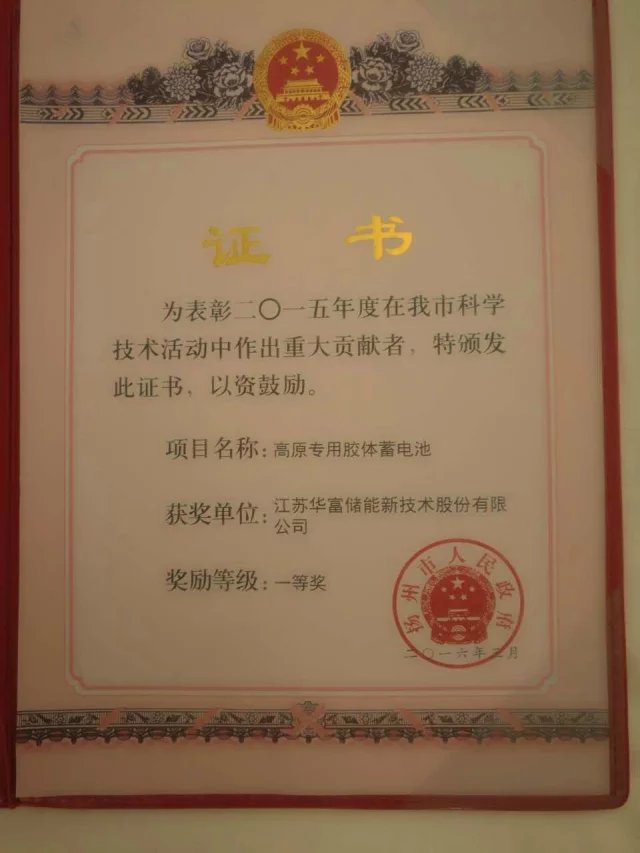 证 书
为表彰二〇一五年度在我市科学
技术活动中作出重大贡献者，特颁发
此证书，以资鼓励。
项目名称：高原专用胶体蓄电池
获奖单位：江苏华富储能新技术股份有限
公司
奖励等级：一等奖
扬州市人民政府
二〇一六年三月